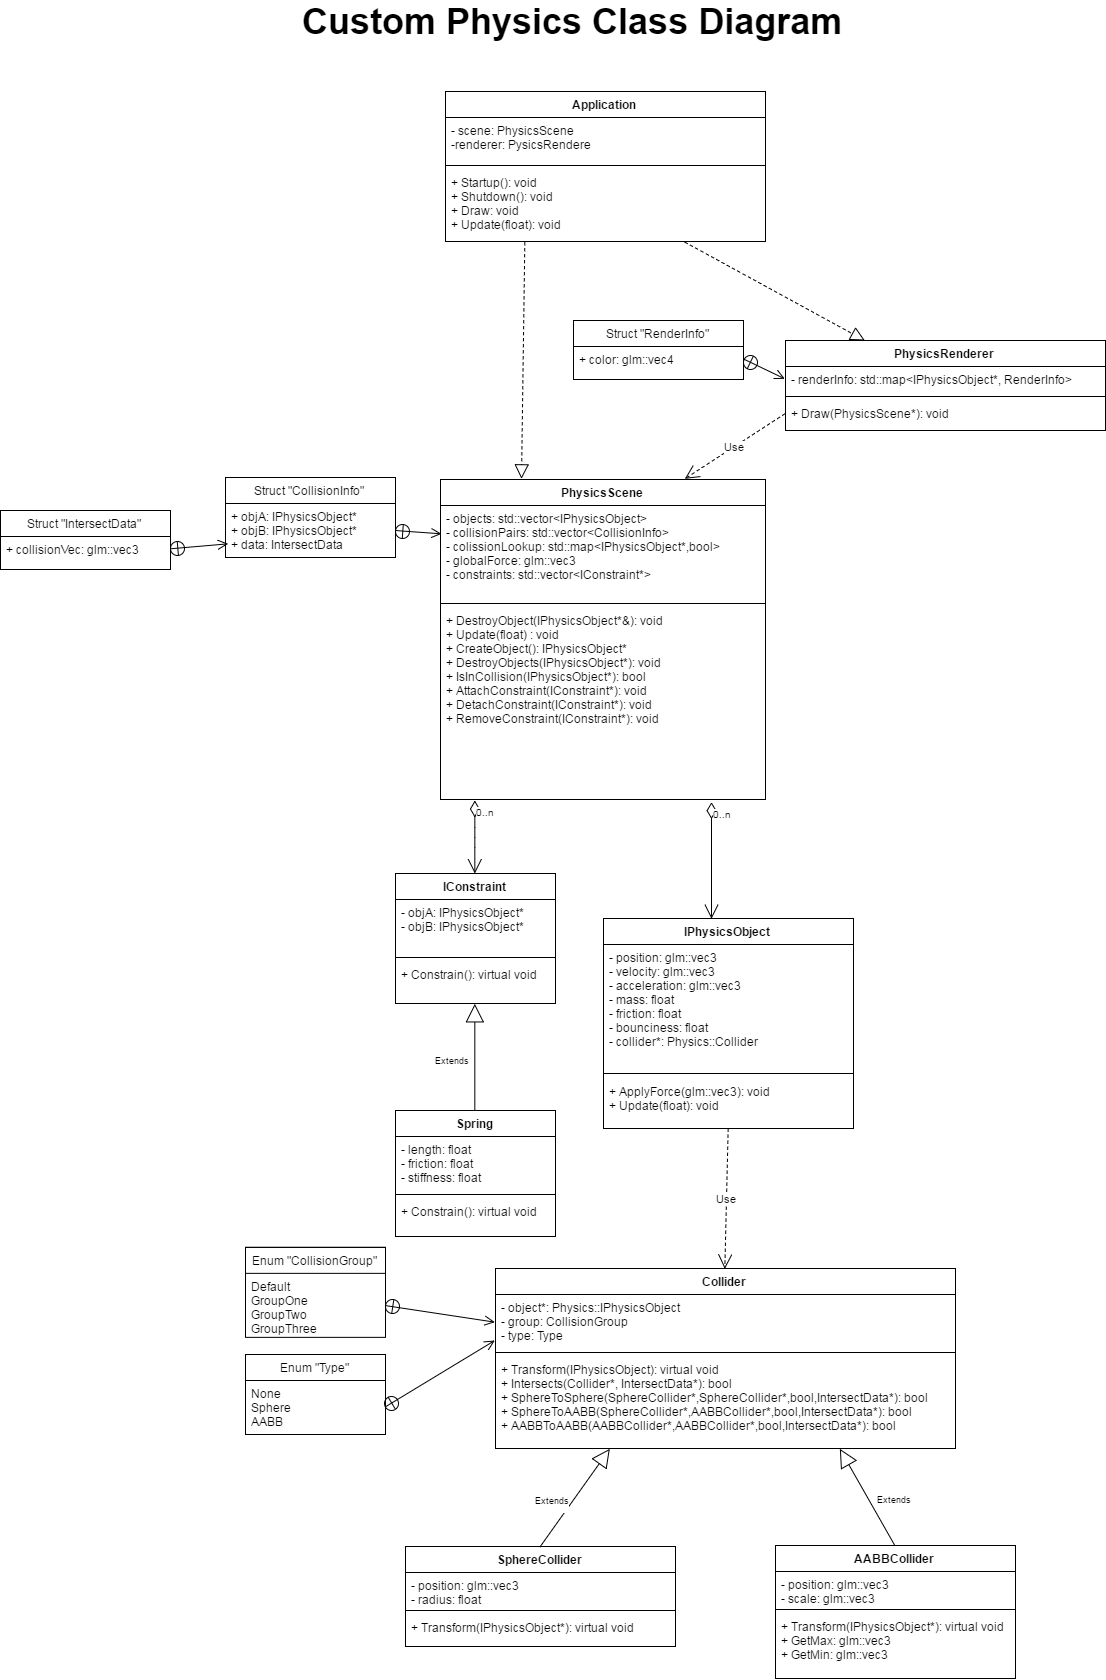 Custom Physics Class Diagram
Application
- scene: PhysicsScene
-renderer: PysicsRendere
+ Startup(): void
+ Shutdown(): void
+ Draw: void
+ Update(float): void
Struct "RenderInfo"
+ color: glm::vec4
PhysicsRenderer
- renderInfo: std::map<IPhysicsObject*, RenderInfo>
+ Draw(PhysicsScene*): void
Use
Struct "IntersectData"
+ collisionVec: glm::vec3
Struct "CollisionInfo"
+ objA: IPhysicsObject*
+ objB: IPhysicsObject*
+ data: IntersectData
PhysicsScene
- objects: std::vector<IPhysicsObject>
- collisionPairs: std::vector<CollisionInfo>
- colissionLookup: std::map<IPhysicsObject*,bool>
- globalForce: glm::vec3
- constraints: std::vector<IConstraint*>
+ DestroyObject(IPhysicsObject*&): void
+ Update(float) : void
+ CreateObject(): IPhysicsObject*
+ DestroyObjects(IPhysicsObject*): void
+ IsInCollision(IPhysicsObject*): bool
+ AttachConstraint(IConstraint*): void
+ DetachConstraint(IConstraint*): void
+ RemoveConstraint(IConstraint*): void
0..n
0..n
IConstraint
- objA: IPhysicsObject*
- objB: IPhysicsObject*
+ Constrain(): virtual void
IPhysicsObject
- position: glm::vec3
- velocity: glm::vec3
- acceleration: glm::vec3
- mass: float
- friction: float
- bounciness: float
- collider*: Physics::Collider
+ ApplyForce(glm::vec3): void
+ Update(float): void
Extends
Spring
- length: float
- friction: float
- stiffness: float
+ Constrain(): virtual void
Use
Enum "CollisionGroup"
Default
GroupOne
GroupTwo
GroupThree
Enum "Type"
None
Sphere
AABB
Collider
- object*: Physics::IPhysicsObject
- group: CollisionGroup
- type: Type
+ Transform(IPhysicsObject): virtual void
+ Intersects(Collider*, IntersectData*): bool
+ SphereToSphere(SphereCollider*,SphereCollider*,bool,IntersectData*): bool
+ SphereToAABB(SphereCollider*,AABBCollider*,bool,IntersectData*): bool
+ AABBToAABB(AABBCollider*,AABBCollider*,bool,IntersectData*): bool
Extends
Extends
SphereCollider
- position: glm::vec3
- radius: float
+ Transform(IPhysicsObject*): virtual void
AABBCollider
- position: glm::vec3
- scale: glm::vec3
+ Transform(IPhysicsObject*): virtual void
+ GetMax: glm::vec3
+ GetMin: glm::vec3